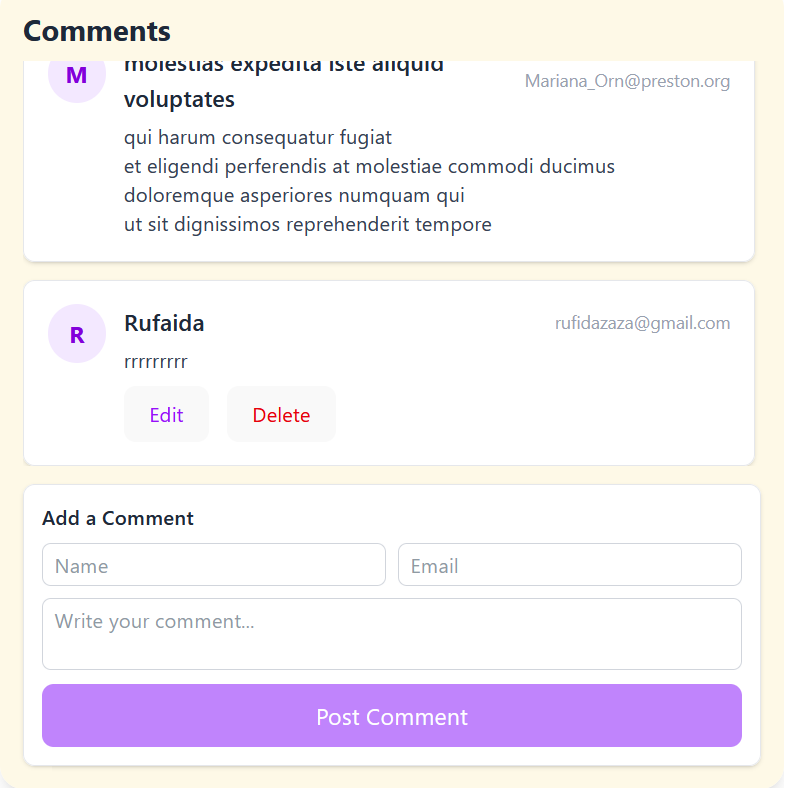 Comments
M
molestias expedita iste aliquid
Mariana_Orn@preston.org
voluptates
qui harum consequatur fugiat
et eligendi perferendis at molestiae commodi ducimus
doloremque asperiores numquam qui
ut sit dignissimos reprehenderit tempore
R
Rufaida
rufidazaza@gmail.com
rrrrrrrrr
Edit
Delete
Add a Comment
Name
Email
Write your comment...
Post Comment